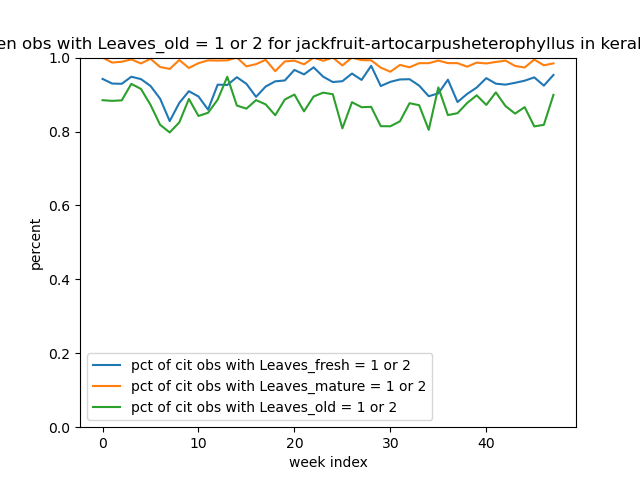 en obs with Leaves_old = 1 or 2 for jackfruit-artocarpusheterophyllus in keral
1.0
0.8
0.6
0.4
0.2
0.0
percent
pct of cit obs with Leaves_fresh = 1 or 2
pct of cit obs with Leaves_mature = 1 or 2
pct of cit obs with Leaves_old = 1 or 2
0 10 20 30 40
week index